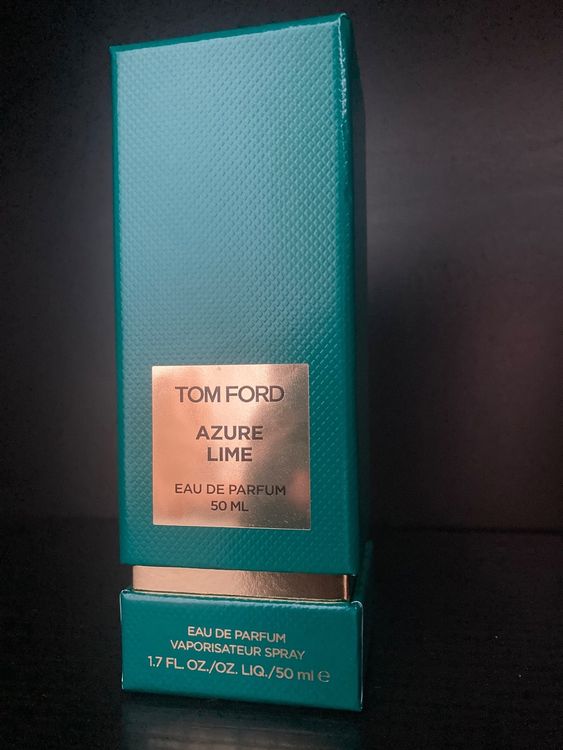 TOM FORD
AZURE
LIME
EAU DE PARFUM
50 ML
EAU DE PARFUM
VAPORISATEUR SPRAY
1.7 FL. OZ./OZ. LIQ./50 ml ℮